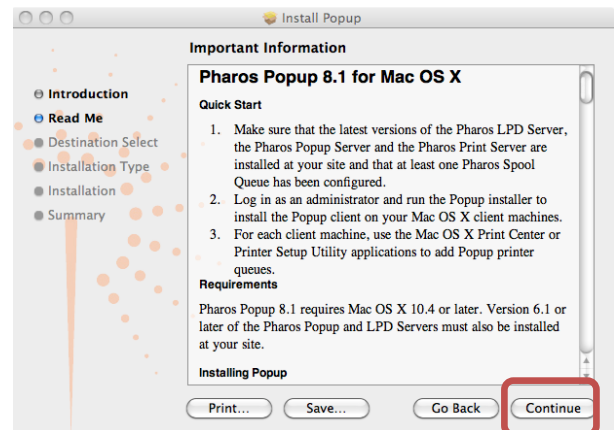 Install Popup
Important Information
Introduction
Read Me
Destination Select
Installation Type
Installation
Summary
Pharos Popup 8.1 for Mac OS X
Quick Start
1. Make sure that the latest versions of the Pharos LPD Server,
the Pharos Popup Server and the Pharos Print Server are
installed at your site and that at least one Pharos Spool
Queue has been configured.
2. Log in as an administrator and run the Popup installer to
install the Popup client on your Mac OS X client machines.
3. For each client machine, use the Mac OS X Print Center or
Printer Setup Utility applications to add Popup printer
queues.
Requirements
Pharos Popup 8.1 requires Mac OS X 10.4 or later. Version 6.1 or
later of the Pharos Popup and LPD Servers must also be installed
at your site.
Installing Popup
Print... Save... Go Back Continue